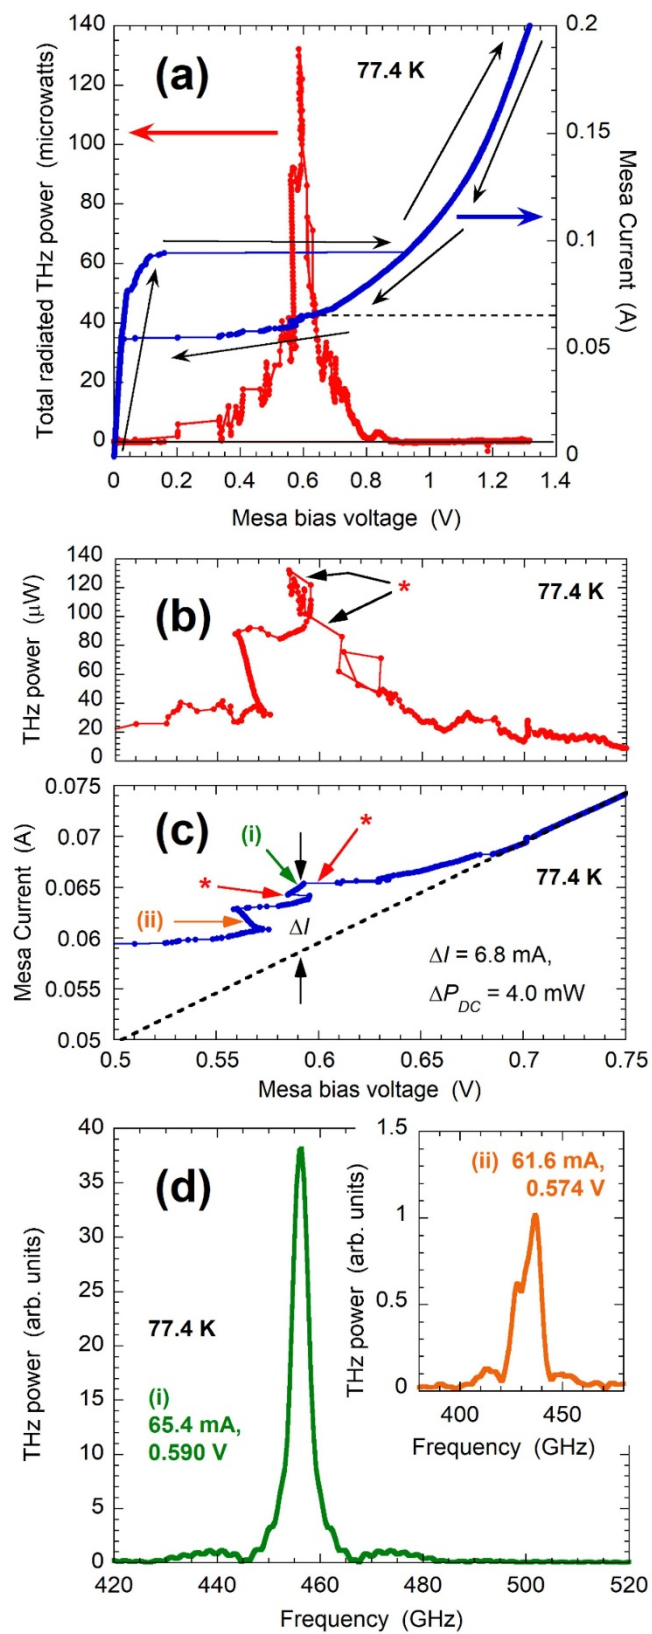 (a)
77.4 K
Total radiated THz power (microwatts)
140
120
100
80
60
40
20
0
0.2
0.15
0.1
0.05
0
Mesa Current (A)
0 0.2 0.4 0.6 0.8 1 1.2 1.4
Mesa bias voltage (V)
(b)
*
77.4 K
THz power (μW)
140
120
100
80
60
40
20
0
(c)
(i)
*
*
(ii)
77.4 K
ΔI
ΔI = 6.8 mA,
ΔP_DC = 4.0 mW
Mesa Current (A)
0.075
0.07
0.065
0.06
0.055
0.05
0.5 0.55 0.6 0.65 0.7 0.75
Mesa bias voltage (V)
(d)
77.4 K
(i)
65.4 mA,
0.590 V
THz power (arb. units)
40
35
30
25
20
15
10
5
0
420 440 460 480 500 520
Frequency (GHz)
(ii) 61.6 mA,
0.574 V
THz power (arb. units)
1.5
1
0.5
0
400 450
Frequency (GHz)